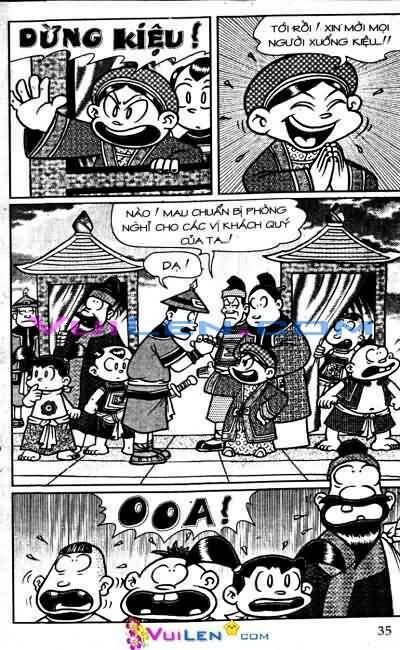 DỪNG KIỆU!
TỚI RỒI! XIN MỜI MỌI
NGƯỜI XUỐNG KIỆU..!!
NÀO! MAU CHUẨN BỊ PHÒNG
NGHỈ CHO CÁC VỊ KHÁCH QUÝ
CỦA TA..!
DẠ!
VUILEN.COM
OOA!
35
VUILEN.COM